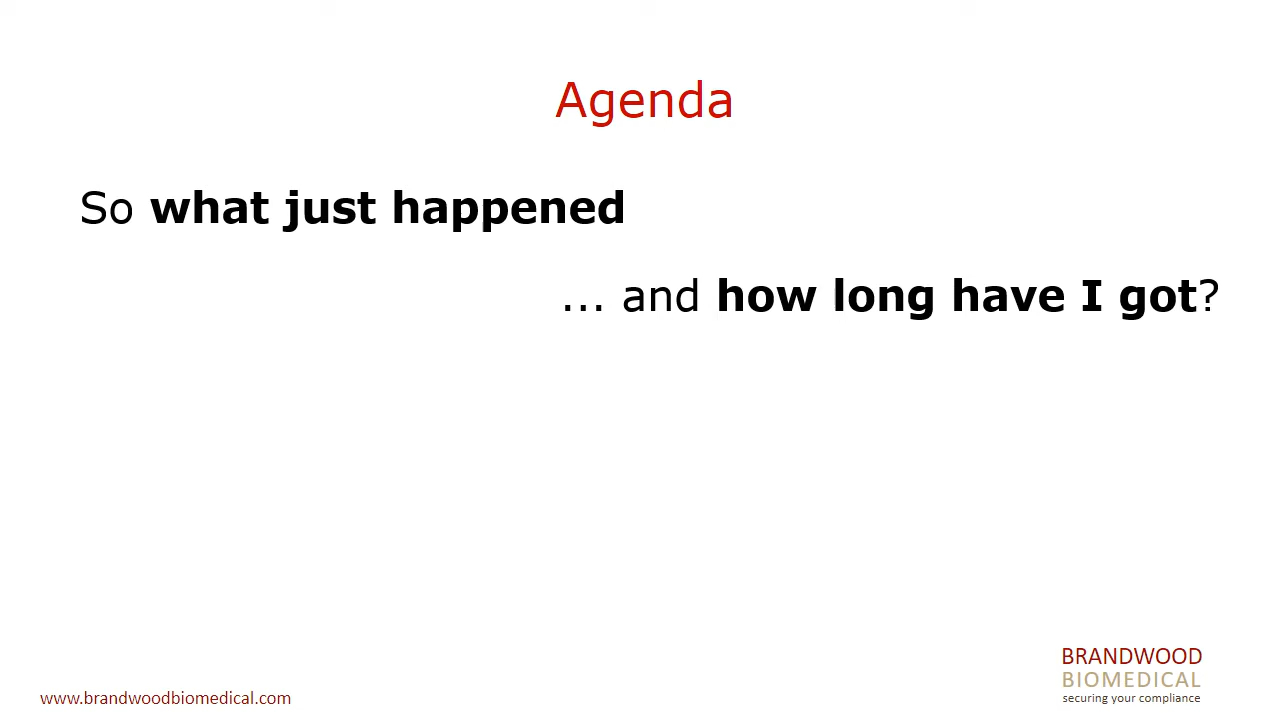 Agenda
So what just happened
... and how long have I got?
BRANDWOOD
BIOMEDICAL
securing your compliance
www.brandwoodbiomedical.com